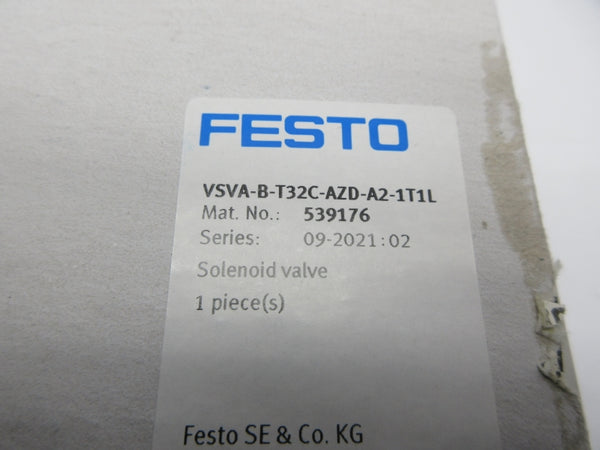 FESTO
VSVA-B-T32C-AZD-A2-1T1L
Mat. No.: 539176
Series: 09-2021:02
Solenoid valve
1 piece(s)
Festo SE & Co. KG